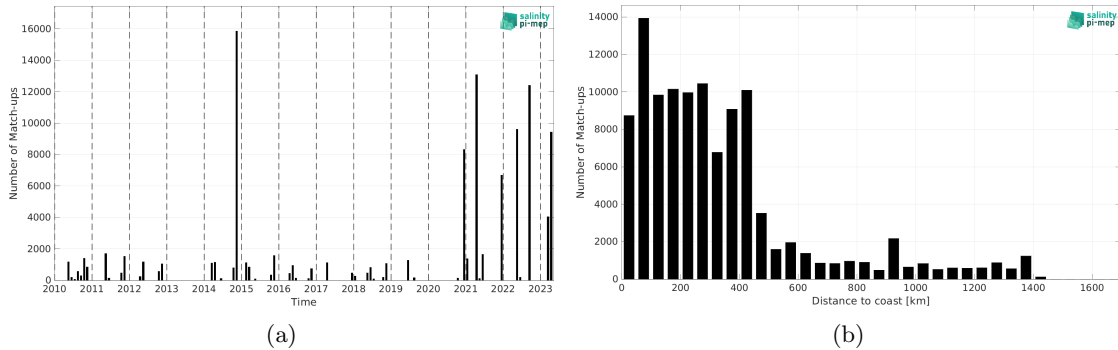 salinity
pi-mep
16000
14000
12000
10000
8000
6000
4000
2000
0
Number of Match-ups
2010 2011 2012 2013 2014 2015 2016 2017 2018 2019 2020 2021 2022 2023
Time
(a)
salinity
pi-mep
14000
12000
10000
8000
6000
4000
2000
0
Number of Match-ups
0 200 400 600 800 1000 1200 1400 1600
Distance to coast [km]
(b)